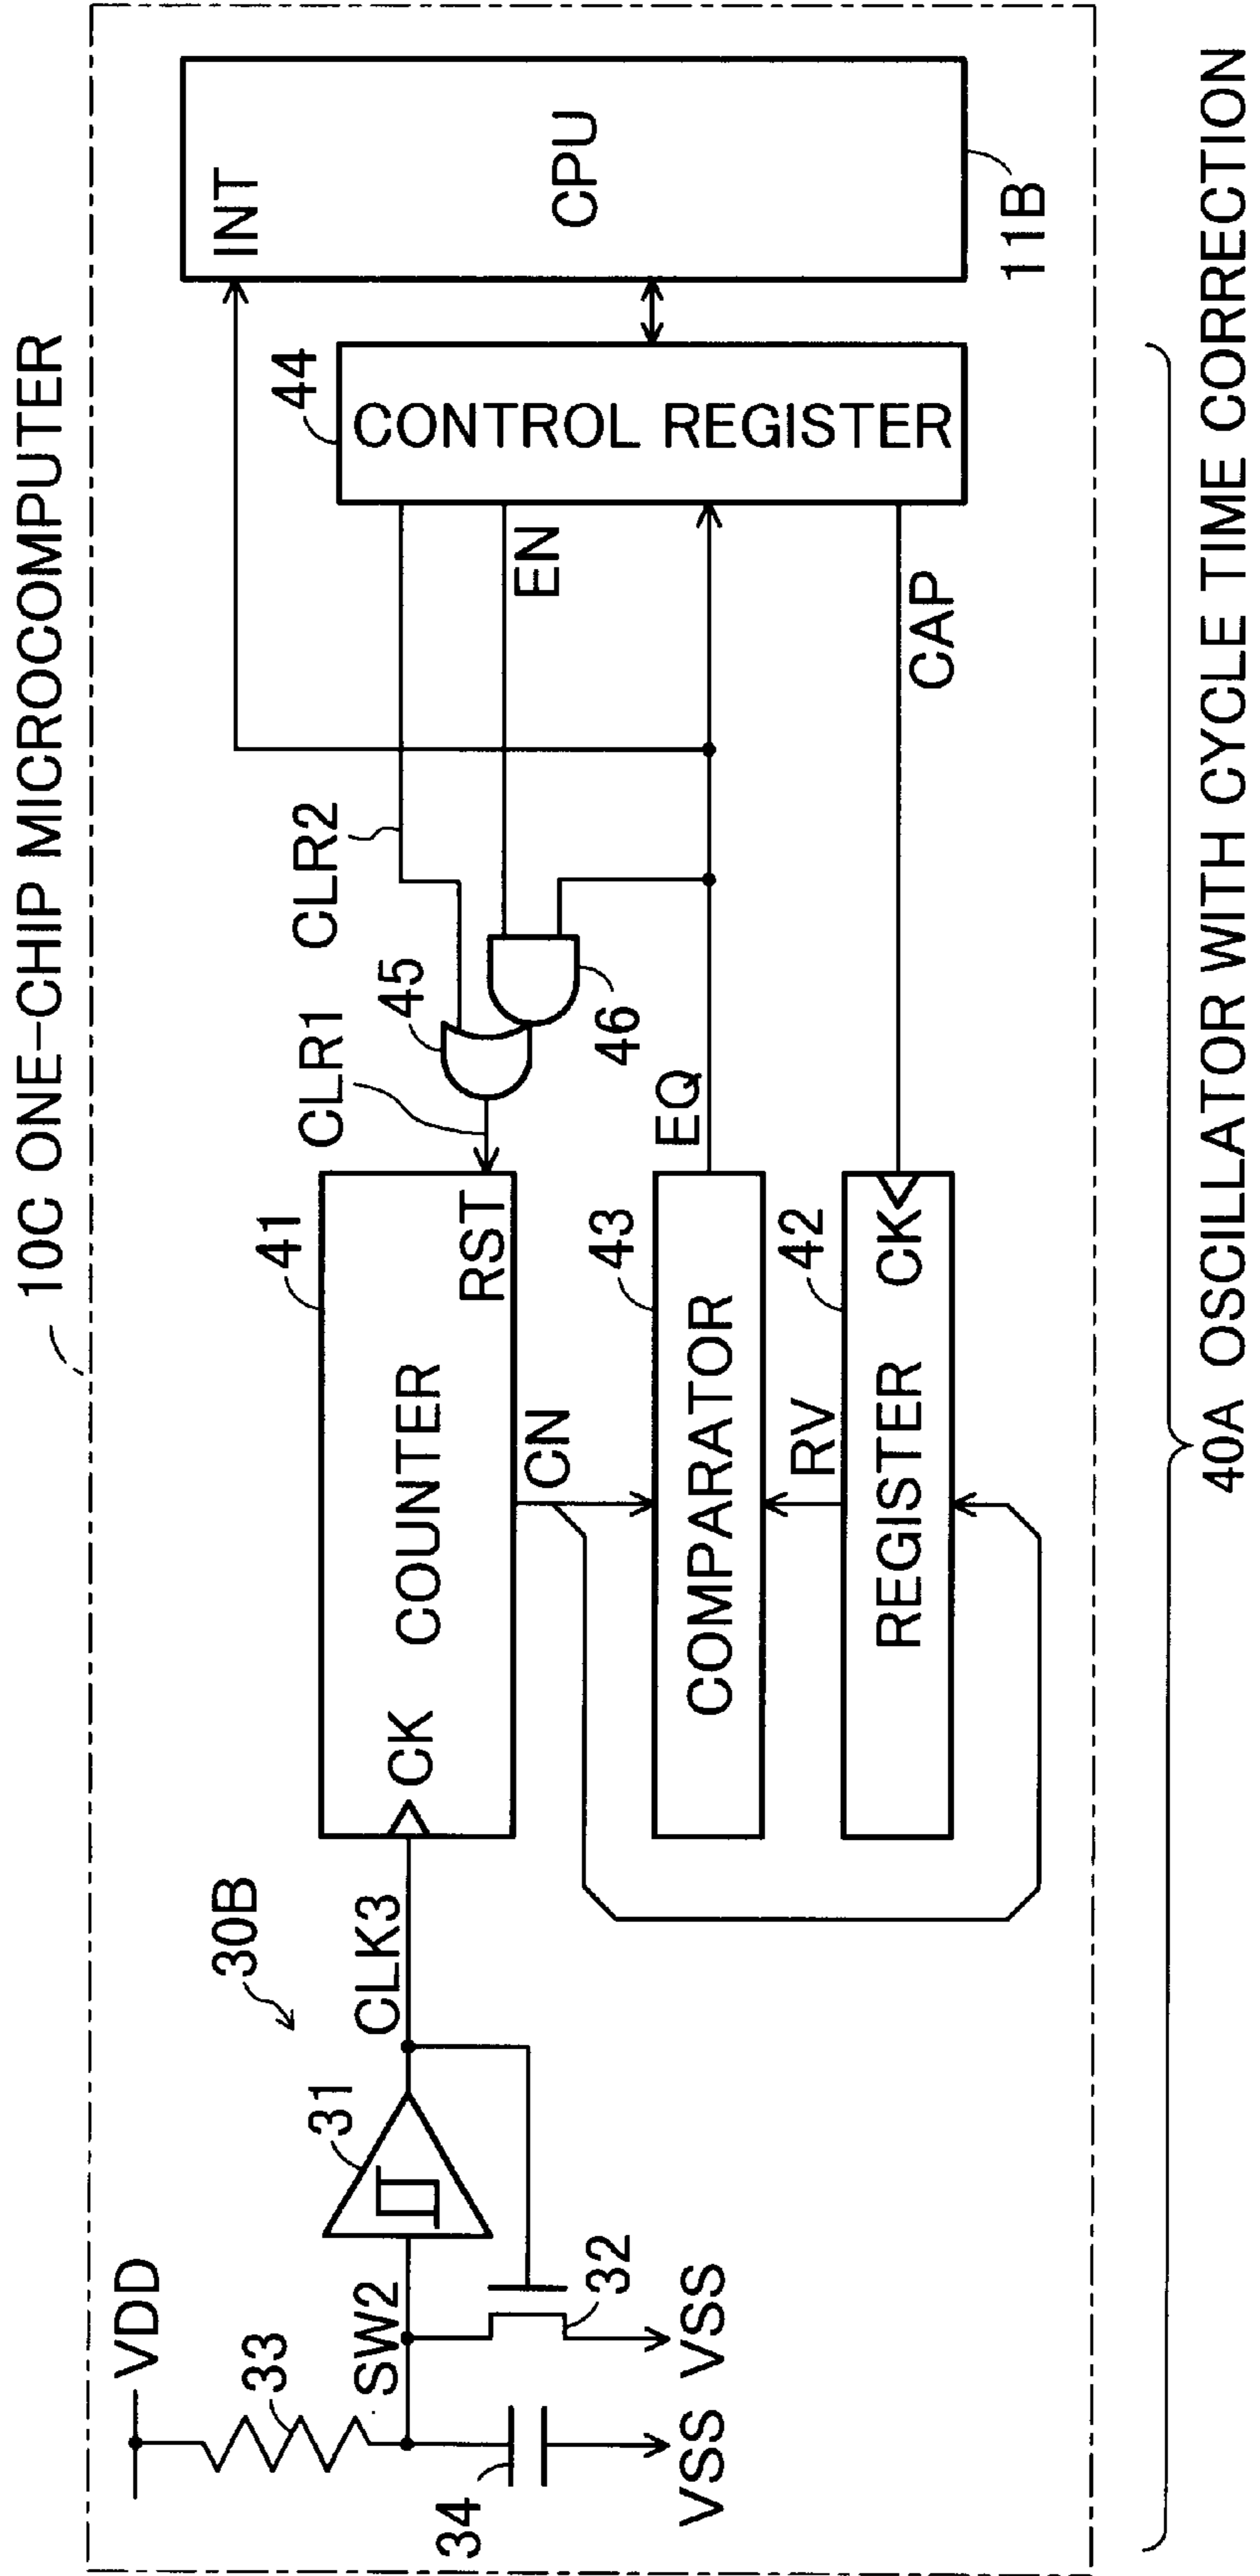 10C ONE-CHIP MICROCOMPUTER
VDD
33
SW2
34
VSS
VSS
32
31
30B
CLK3
41
CK
COUNTER
RST
CN
CLR1
45
CLR2
46
EN
44
CONTROL REGISTER
INT
CPU
11B
43
COMPARATOR
EQ
RV
42
REGISTER
CK
CAP
40A OSCILLATOR WITH CYCLE TIME CORRECTION